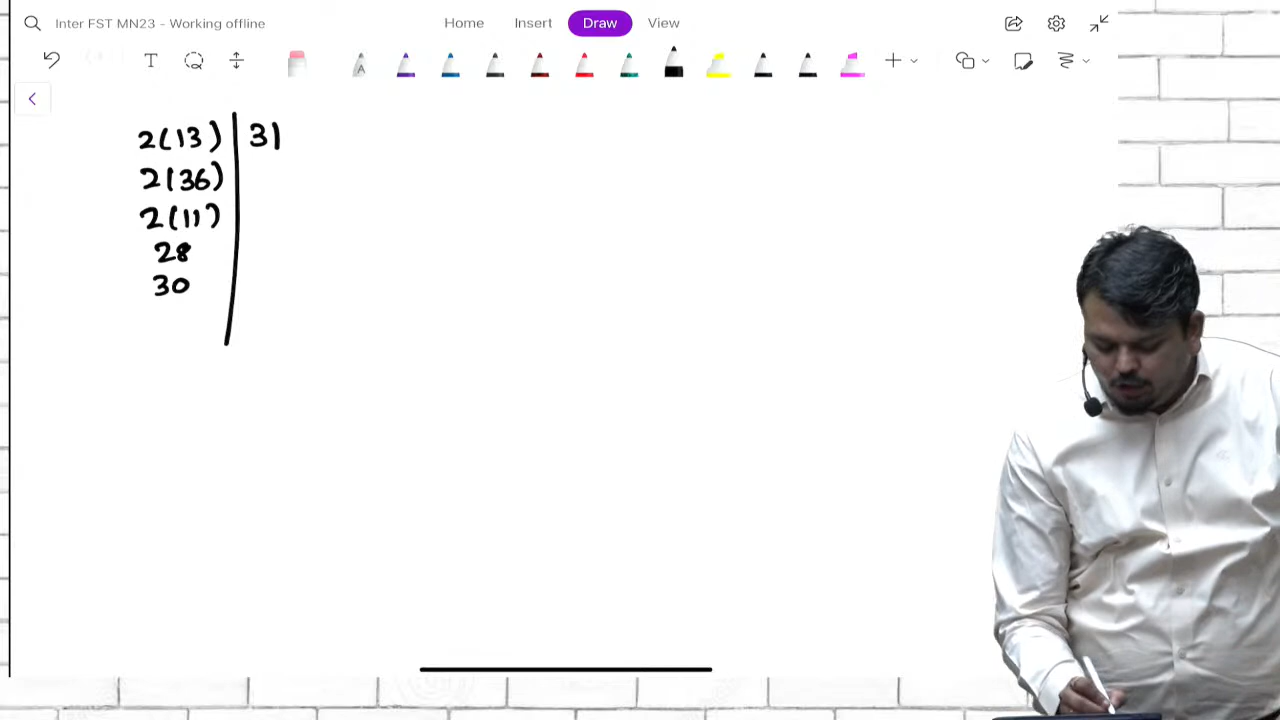 Inter FST MN23 - Working offline
Home Insert Draw View
T A
2(13) 31
2(36)
2(11)
28
30